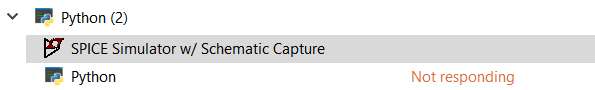 Python (2)
SPICE Simulator w/ Schematic Capture
Python Not responding